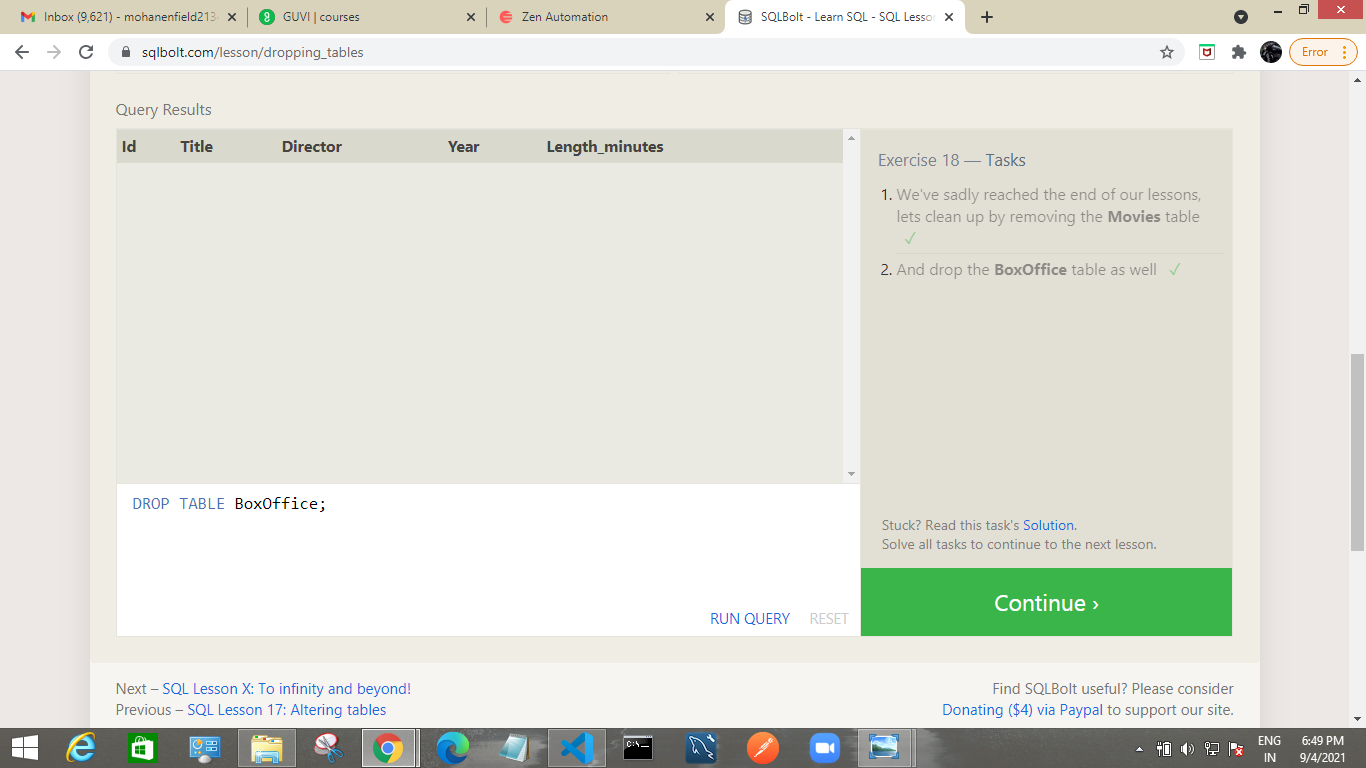 Inbox (9,621) - mohanenfield213
GUVI | courses
Zen Automation
SQLBolt - Learn SQL - SQL Lesso
sqlbolt.com/lesson/dropping_tables
Error
Query Results
Id Title Director Year Length_minutes
Exercise 18 — Tasks
1. We've sadly reached the end of our lessons,
lets clean up by removing the Movies table
✓
2. And drop the BoxOffice table as well ✓
Stuck? Read this task's Solution.
Solve all tasks to continue to the next lesson.
Continue ›
DROP TABLE BoxOffice;
RUN QUERY RESET
Next – SQL Lesson X: To infinity and beyond!
Previous – SQL Lesson 17: Altering tables
Find SQLBolt useful? Please consider
Donating ($4) via Paypal to support our site.
ENG
IN
6:49 PM
9/4/2021